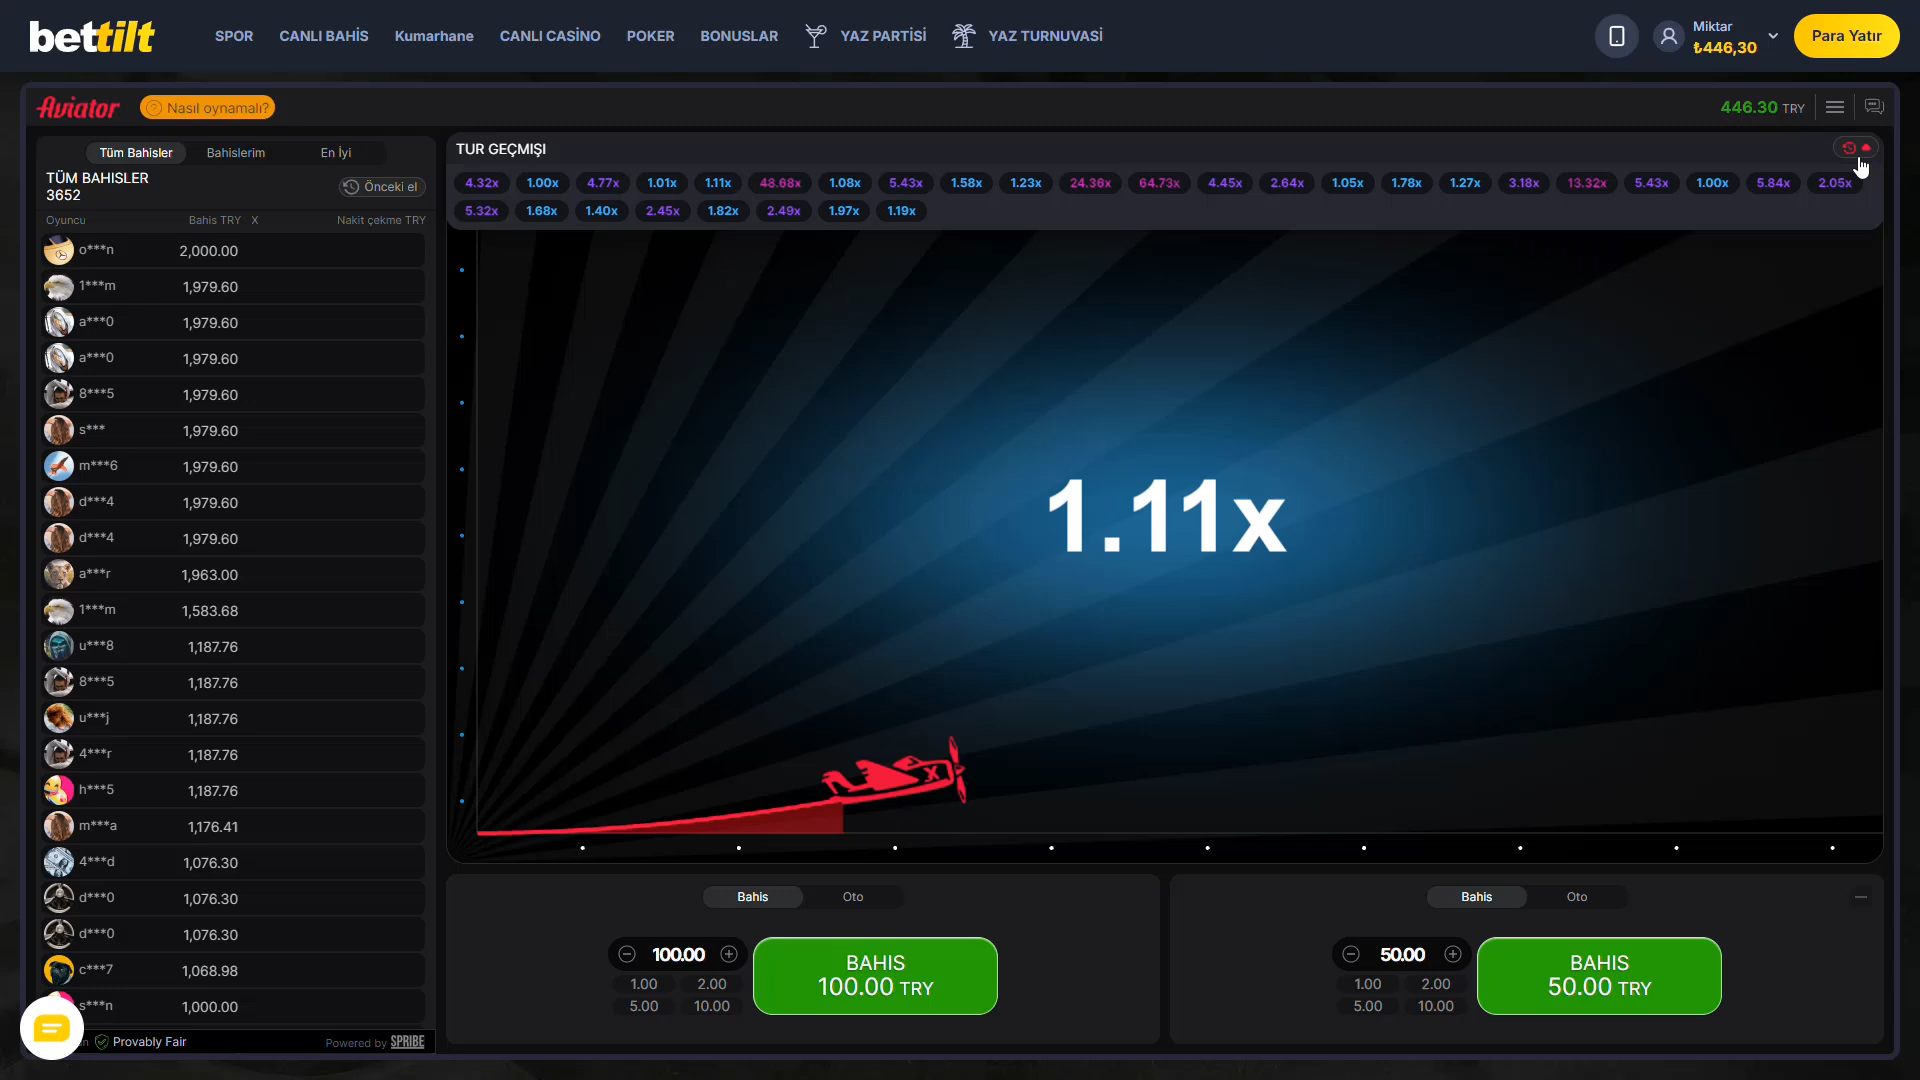 bettilt SPOR CANLI BAHİS Kumarhane CANLI CASİNO POKER BONUSLAR YAZ PARTİSİ YAZ TURNUVASI
Miktar
₺446,30
Para Yatır
Aviator Nasıl oynamalı?
446.30 TRY
Tüm Bahisler Bahislerim En İyi
TÜM BAHISLER
3652
Önceki el
Oyuncu Bahis TRY X Nakit çekme TRY
o***n 2,000.00
1***m 1,979.60
a***0 1,979.60
a***0 1,979.60
8***5 1,979.60
s*** 1,979.60
m***6 1,979.60
d***4 1,979.60
d***4 1,979.60
a***r 1,963.00
1***m 1,583.68
u***8 1,187.76
8***5 1,187.76
u***j 1,187.76
4***r 1,187.76
h***5 1,187.76
m***a 1,176.41
4***d 1,076.30
d***0 1,076.30
d***0 1,076.30
c***7 1,068.98
s***n 1,000.00
Provably Fair Powered by SPRIBE
TUR GEÇMIŞI
4.32x 1.00x 4.77x 1.01x 1.11x 48.68x 1.08x 5.43x 1.58x 1.23x 24.36x 64.73x 4.45x 2.64x 1.05x 1.78x 1.27x 3.18x 13.32x 5.43x 1.00x 5.84x 2.05x
5.32x 1.68x 1.40x 2.45x 1.82x 2.49x 1.97x 1.19x
1.11x
X
Bahis Oto
100.00
1.00 2.00
5.00 10.00
BAHIS
100.00 TRY
Bahis Oto
50.00
1.00 2.00
5.00 10.00
BAHIS
50.00 TRY